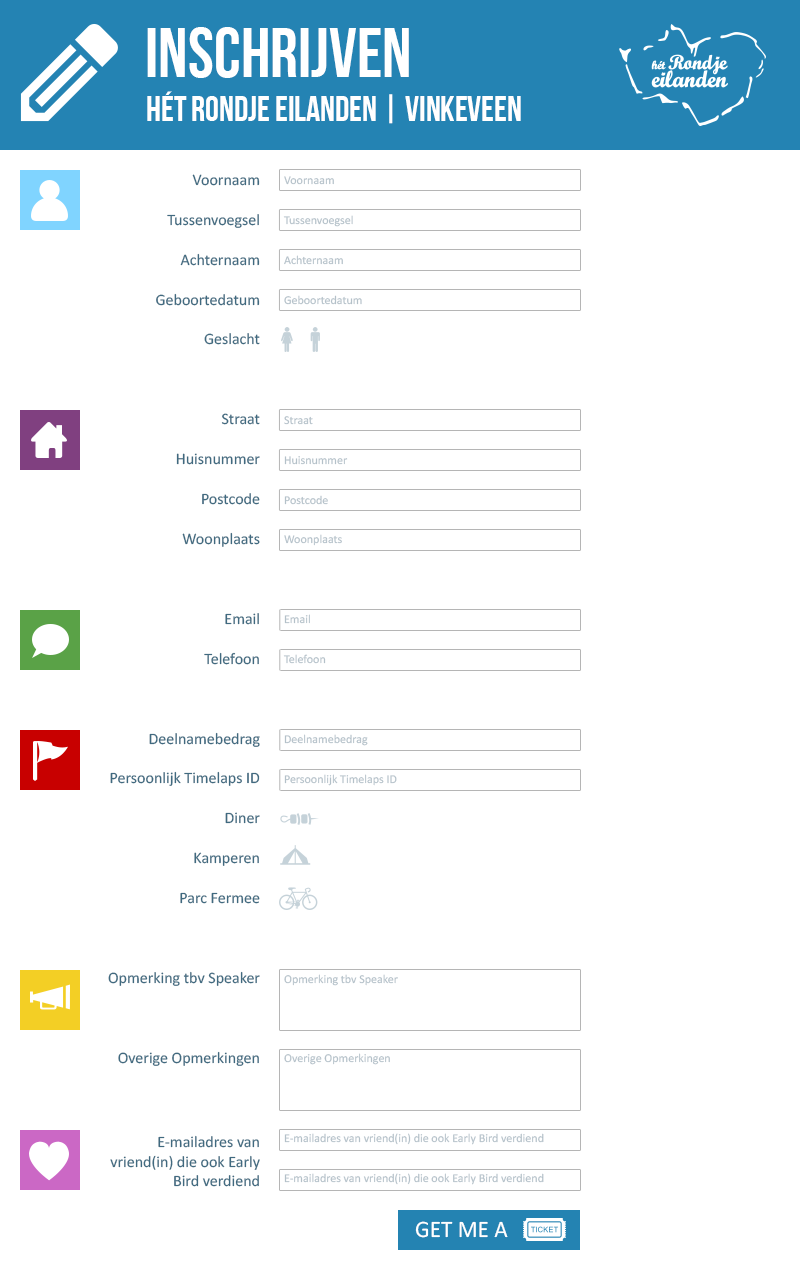 INSCHRIJVEN
HÉT RONDJE EILANDEN | VINKEVEEN
hét Rondje
eilanden
Voornaam Voornaam
Tussenvoegsel Tussenvoegsel
Achternaam Achternaam
Geboortedatum Geboortedatum
Geslacht
Straat Straat
Huisnummer Huisnummer
Postcode Postcode
Woonplaats Woonplaats
Email Email
Telefoon Telefoon
Deelnamebedrag Deelnamebedrag
Persoonlijk Timelaps ID Persoonlijk Timelaps ID
Diner
Kamperen
Parc Fermee
Opmerking tbv Speaker Opmerking tbv Speaker
Overige Opmerkingen Overige Opmerkingen
E-mailadres van
vriend(in) die ook Early
Bird verdiend
E-mailadres van vriend(in) die ook Early Bird verdiend
E-mailadres van vriend(in) die ook Early Bird verdiend
GET ME A TICKET